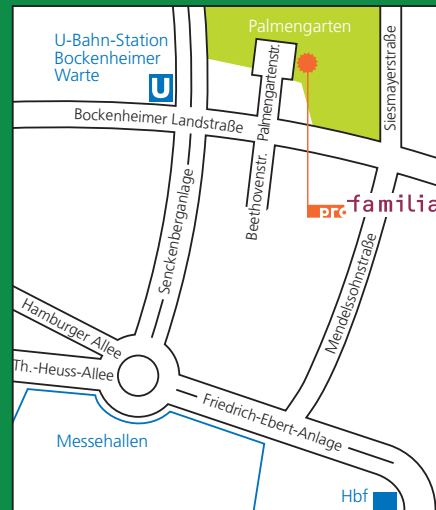 Palmengarten
U-Bahn-Station
Bockenheimer
Warte
U
Siesmayerstraße
Palmengartenstr.
Bockenheimer Landstraße
Beethovenstr.
pro familia
Senckenberganlage
Mendelssohnstraße
Hamburger Allee
Th.-Heuss-Allee
Friedrich-Ebert-Anlage
Messehallen
Hbf